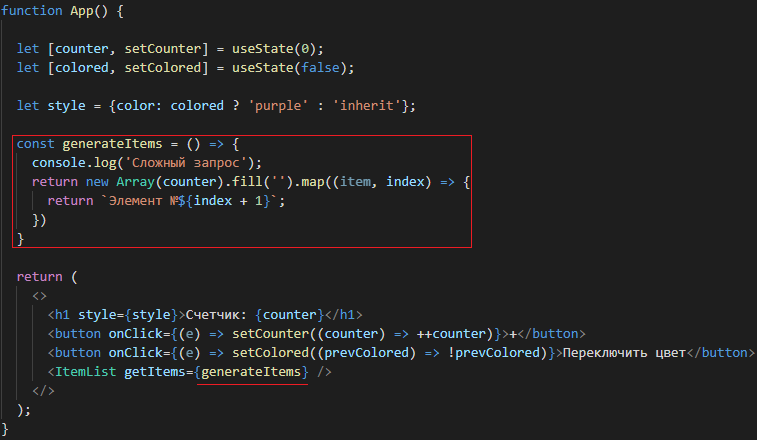 function App() {
let [counter, setCounter] = useState(0);
let [colored, setColored] = useState(false);
let style = {color: colored ? 'purple' : 'inherit'};
const generateItems = () => {
console.log('Сложный запрос');
return new Array(counter).fill('').map((item, index) => {
return `Элемент №${index + 1}`;
})
}
return (
<>
<h1 style={style}>Счетчик: {counter}</h1>
<button onClick={(e) => setCounter((counter) => ++counter)}>+</button>
<button onClick={(e) => setColored((prevColored) => !prevColored)}>Переключить цвет</button>
<ItemList getItems={generateItems} />
</>
);
}